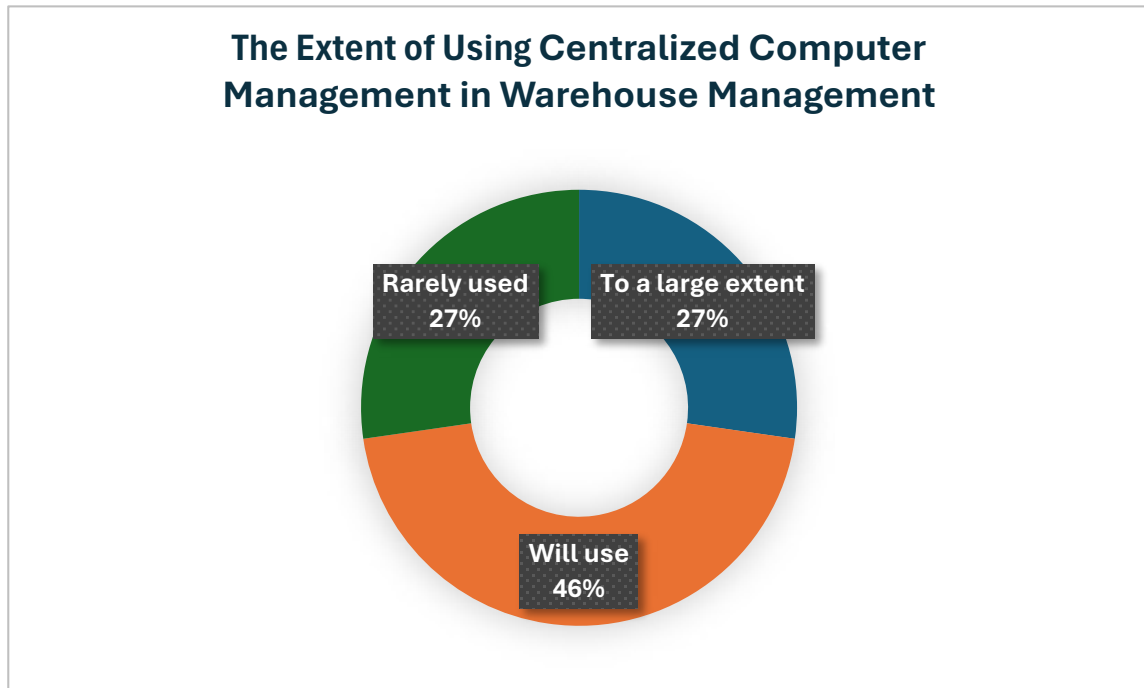 The Extent of Using Centralized Computer
Management in Warehouse Management
Rarely used
27%
To a large extent
27%
Will use
46%